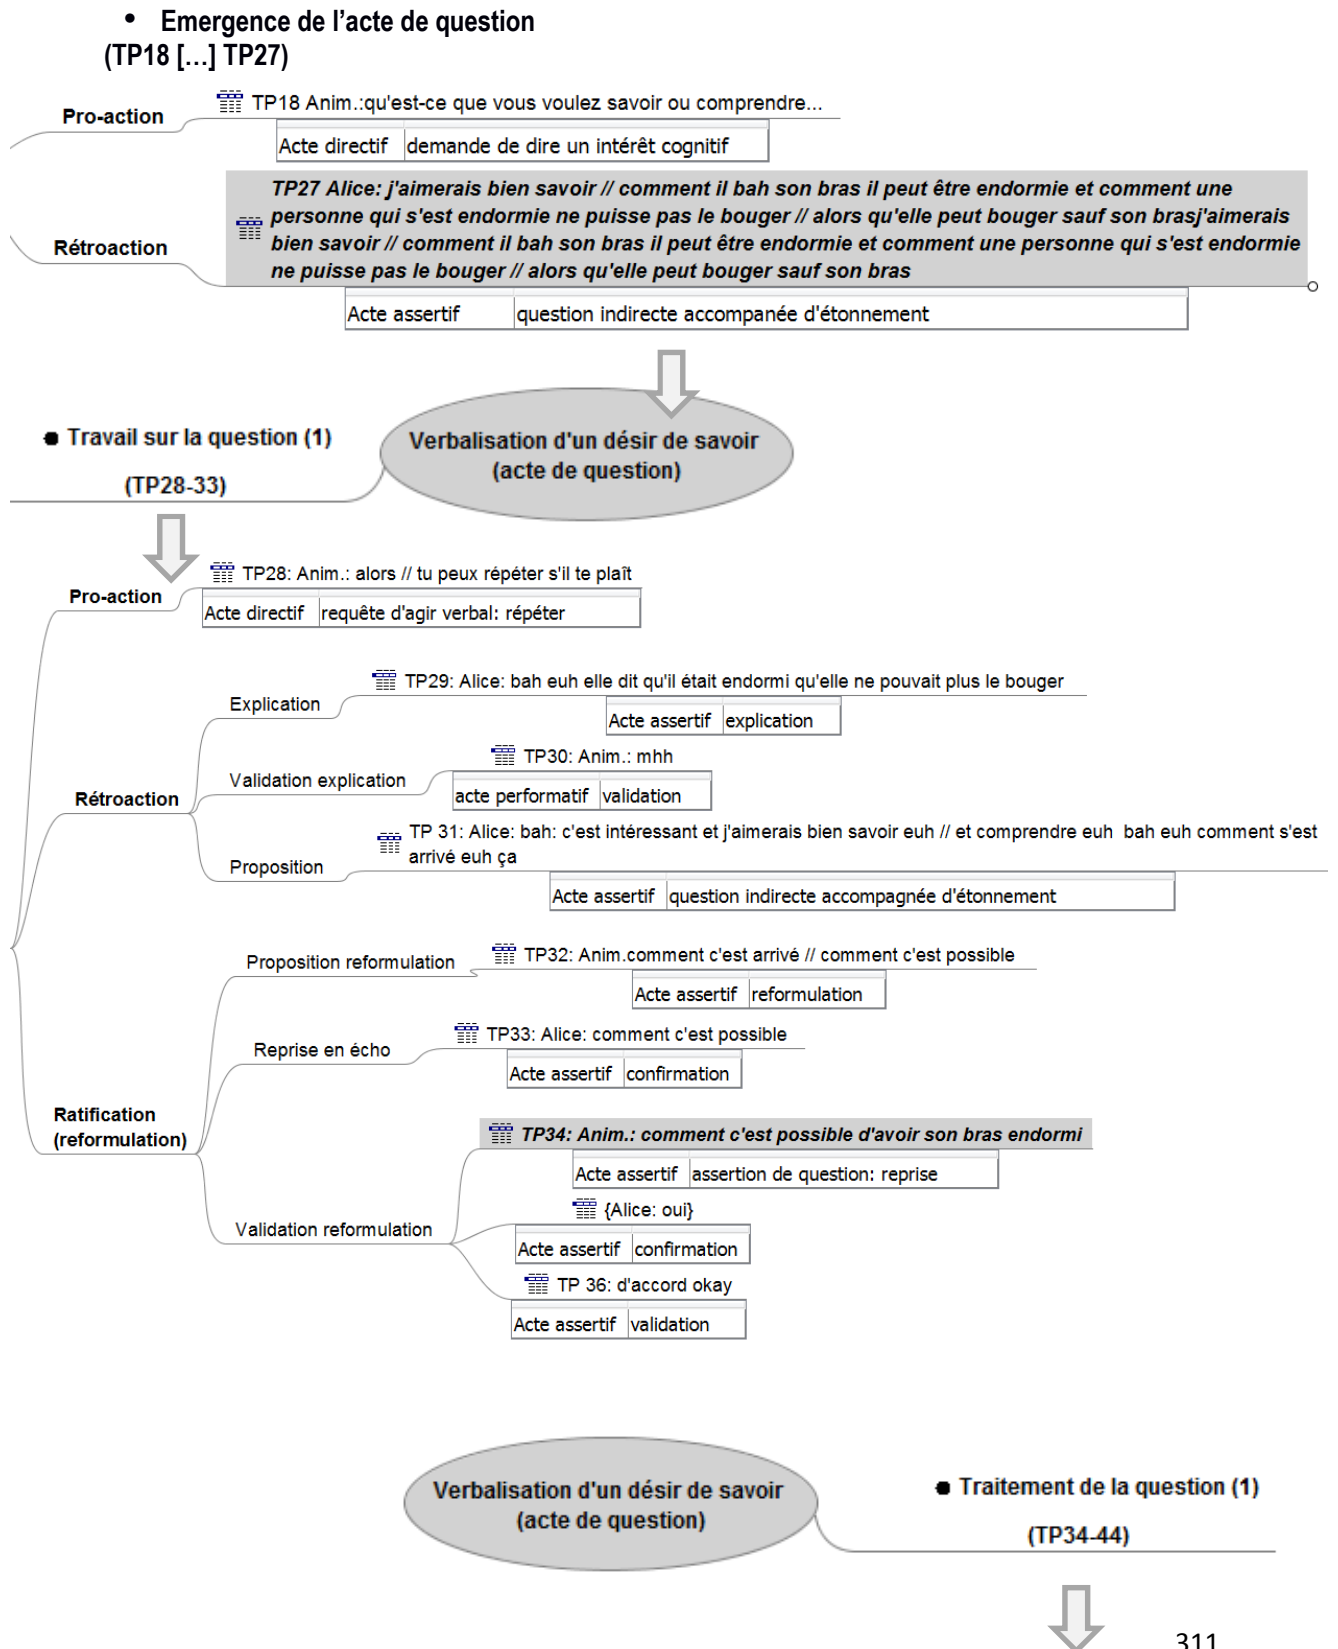 • Emergence de l'acte de question
(TP18 […] TP27)
Pro-action
TP18 Anim.:qu'est-ce que vous voulez savoir ou comprendre...
Acte directif demande de dire un intérêt cognitif
TP27 Alice: j'aimerais bien savoir // comment il bah son bras il peut être endormie et comment une
personne qui s'est endormie ne puisse pas le bouger // alors qu'elle peut bouger sauf son brasj'aimerais
bien savoir // comment il bah son bras il peut être endormie et comment une personne qui s'est endormie
ne puisse pas le bouger // alors qu'elle peut bouger sauf son bras
Rétroaction
Acte assertif question indirecte accompanée d'étonnement
● Travail sur la question (1)
(TP28-33)
Verbalisation d'un désir de savoir
(acte de question)
Pro-action
TP28: Anim.: alors // tu peux répéter s'il te plaît
Acte directif requête d'agir verbal: répéter
Rétroaction
Explication
TP29: Alice: bah euh elle dit qu'il était endormi qu'elle ne pouvait plus le bouger
Acte assertif explication
Validation explication
TP30: Anim.: mhh
acte performatif validation
Proposition
TP 31: Alice: bah: c'est intéressant et j'aimerais bien savoir euh // et comprendre euh bah euh comment s'est
arrivé euh ça
Acte assertif question indirecte accompagnée d'étonnement
Ratification
(reformulation)
Proposition reformulation
TP32: Anim.comment c'est arrivé // comment c'est possible
Acte assertif reformulation
Reprise en écho
TP33: Alice: comment c'est possible
Acte assertif confirmation
Validation reformulation
TP34: Anim.: comment c'est possible d'avoir son bras endormi
Acte assertif assertion de question: reprise
{Alice: oui}
Acte assertif confirmation
TP 36: d'accord okay
Acte assertif validation
Verbalisation d'un désir de savoir
(acte de question)
● Traitement de la question (1)
(TP34-44)
311